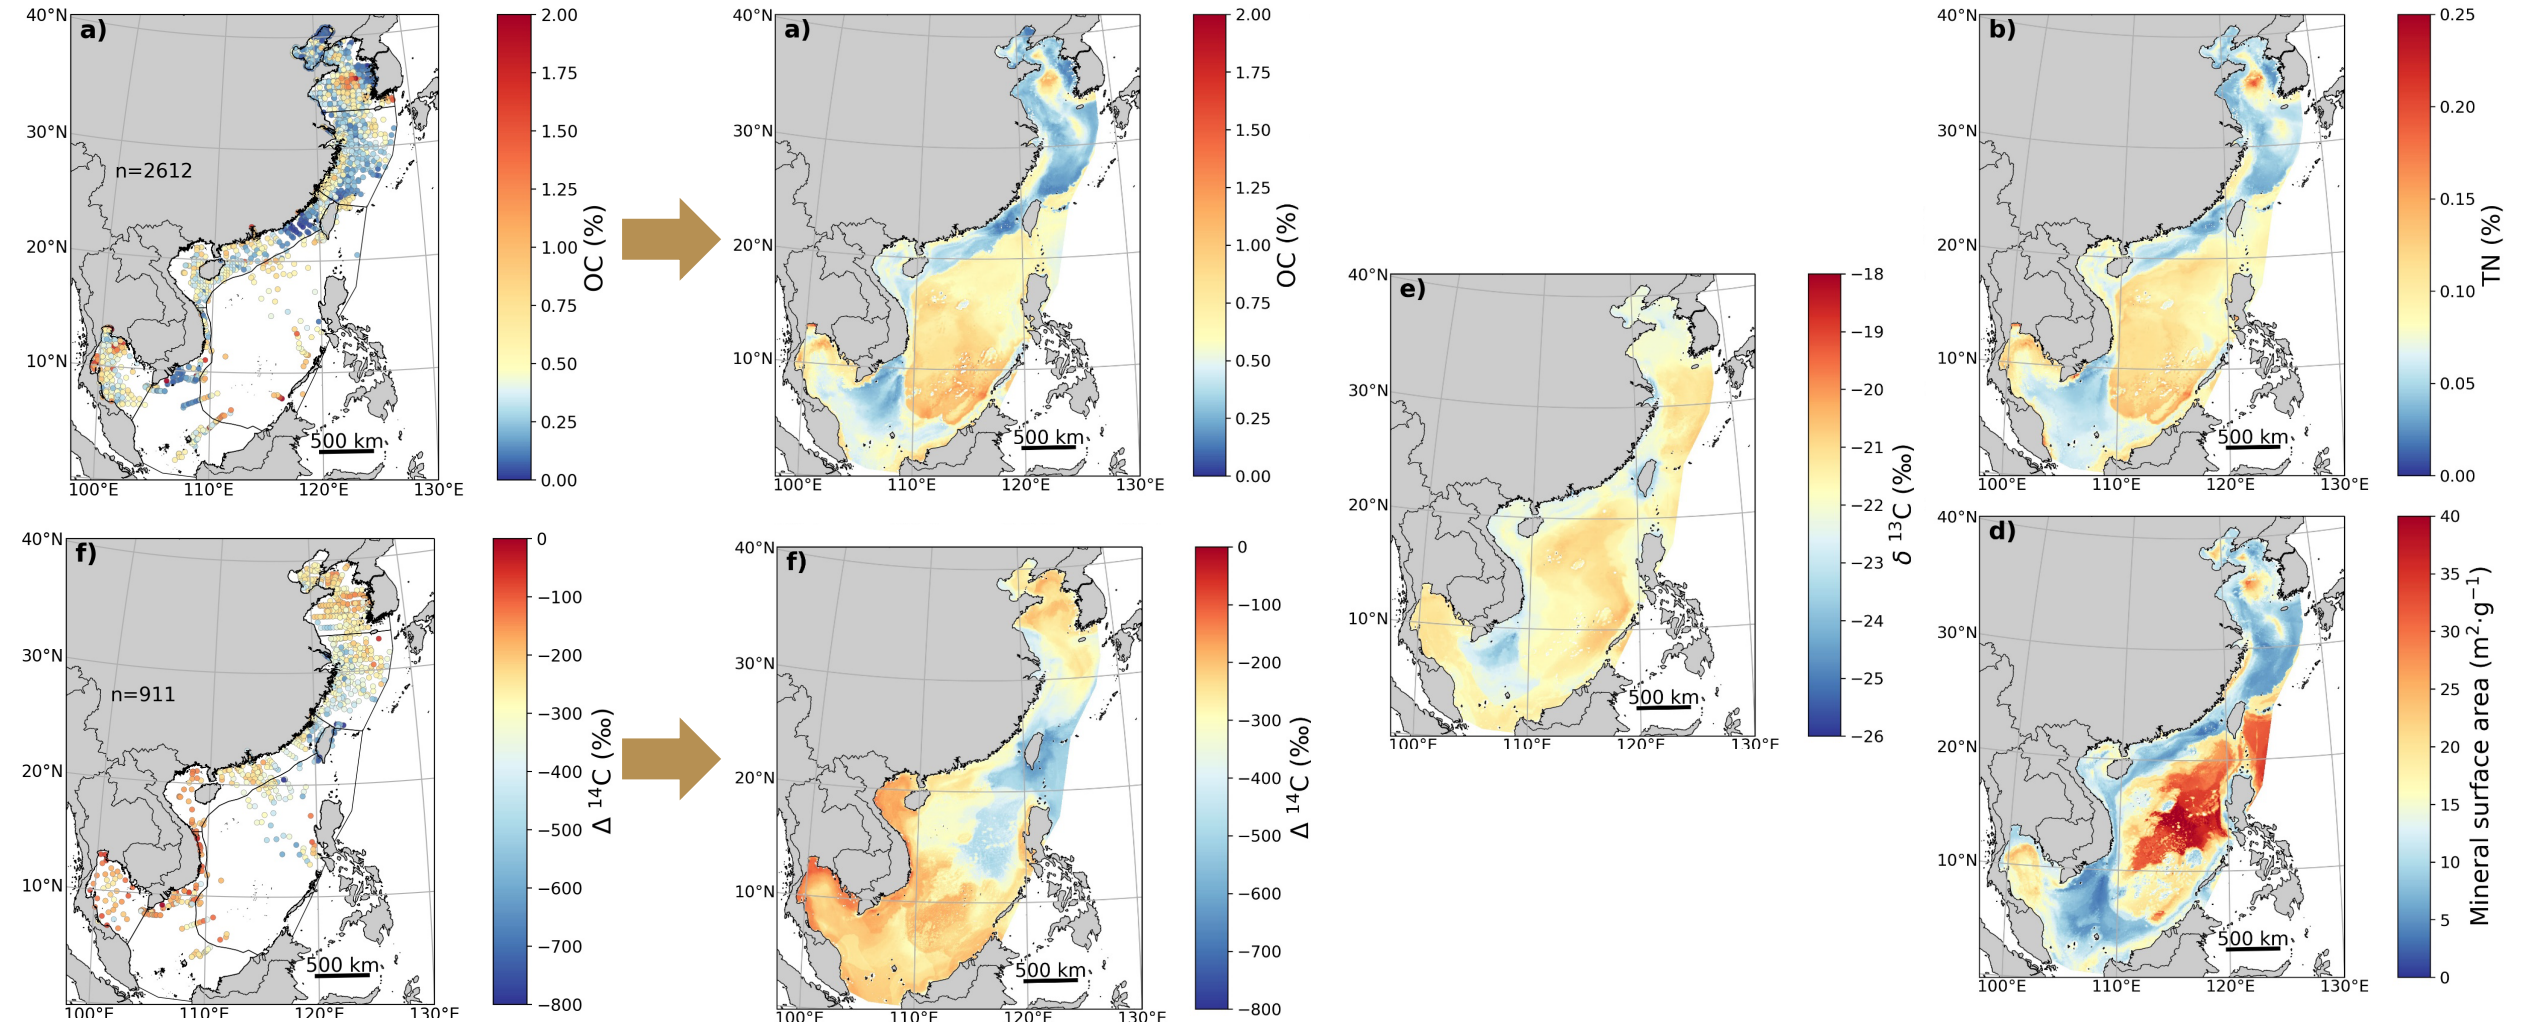 a)
40°N
30°N
20°N
10°N
n=2612
500 km
100°E 110°E 120°E 130°E
2.00
1.75
1.50
1.25
1.00
0.75
0.50
0.25
0.00
OC (%)
a)
40°N
30°N
20°N
10°N
500 km
100°E 110°E 120°E 130°E
2.00
1.75
1.50
1.25
1.00
0.75
0.50
0.25
0.00
OC (%)
b)
40°N
30°N
20°N
10°N
500 km
100°E 110°E 120°E 130°E
0.25
0.20
0.15
0.10
0.05
0.00
TN (%)
e)
40°N
30°N
20°N
10°N
500 km
100°E 110°E 120°E 130°E
−18
−19
−20
−21
−22
−23
−24
−25
−26
δ ¹³C (‰)
f)
40°N
30°N
20°N
10°N
n=911
500 km
100°E 110°E 120°E 130°E
0
−100
−200
−300
−400
−500
−600
−700
−800
Δ ¹⁴C (‰)
f)
40°N
30°N
20°N
10°N
500 km
100°E 110°E 120°E 130°E
0
−100
−200
−300
−400
−500
−600
−700
−800
Δ ¹⁴C (‰)
d)
40°N
30°N
20°N
10°N
500 km
100°E 110°E 120°E 130°E
40
35
30
25
20
15
10
5
0
Mineral surface area (m²·g⁻¹)